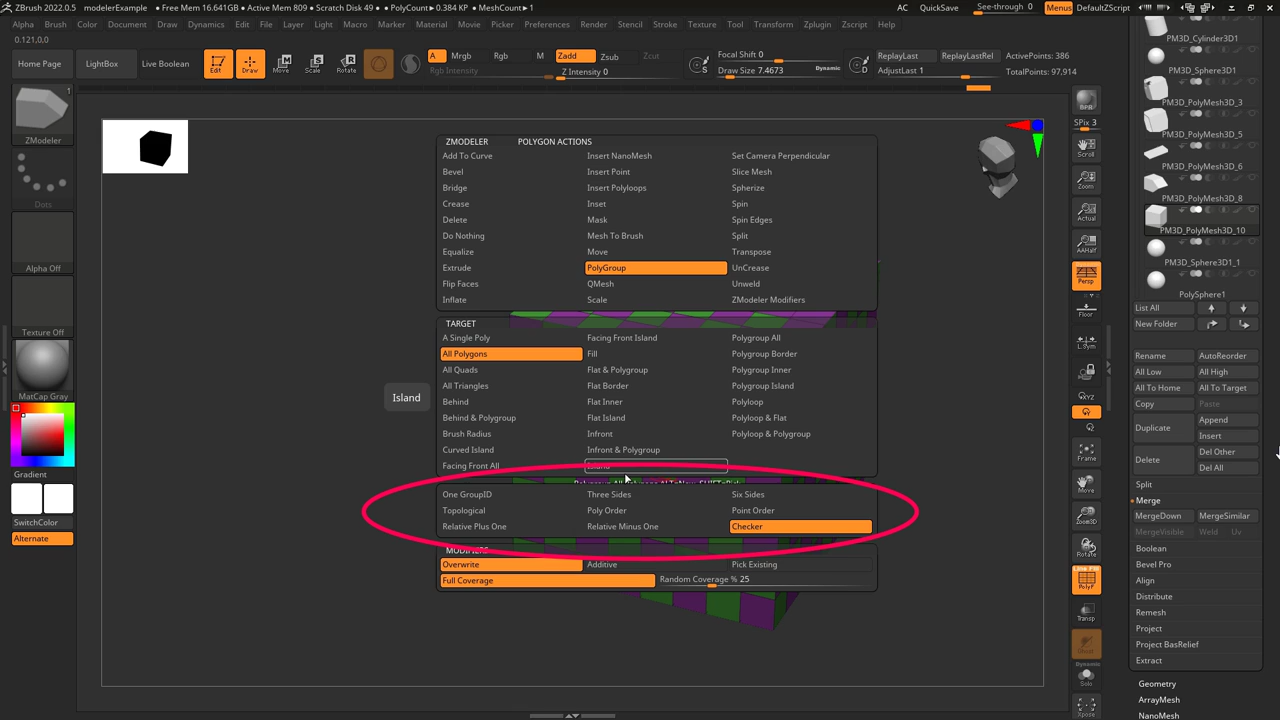 ZBrush 2022.0.5 modelerExample • Free Mem 16.641GB • Active Mem 809 • Scratch Disk 49 • PolyCount▸0.384 KP • MeshCount▸1 AC QuickSave See-through 0 Menus DefaultZScript
Alpha Brush Color Document Draw Dynamics Edit File Layer Light Macro Marker Material Movie Picker Preferences Render Stencil Stroke Texture Tool Transform Zplugin Zscript Help
0.121,0,0
Home Page LightBox Live Boolean Edit Draw Move Scale Rotate
A Mrgb Rgb M Zadd Zsub Zcut
Rgb Intensity Z Intensity 0
Focal Shift 0
Draw Size 7.4673 Dynamic
S D
ReplayLast ReplayLastRel ActivePoints: 386
AdjustLast 1 TotalPoints: 97,914
1
ZModeler
Dots
Alpha Off
Texture Off
MatCap Gray
Gradient
SwitchColor
Alternate
ZMODELER POLYGON ACTIONS
Add To Curve Insert NanoMesh Set Camera Perpendicular
Bevel Insert Point Slice Mesh
Bridge Insert Polyloops Spherize
Crease Inset Spin
Delete Mask Spin Edges
Do Nothing Mesh To Brush Split
Equalize Move Transpose
Extrude PolyGroup UnCrease
Flip Faces QMesh Unweld
Inflate Scale ZModeler Modifiers
TARGET
A Single Poly Facing Front Island Polygroup All
All Polygons Fill Polygroup Border
All Quads Flat & Polygroup Polygroup Inner
All Triangles Flat Border Polygroup Island
Behind Flat Inner Polyloop
Behind & Polygroup Flat Island Polyloop & Flat
Brush Radius Infront Polyloop & Polygroup
Curved Island Infront & Polygroup
Facing Front All Island
Island
One GroupID Three Sides Six Sides
Topological Poly Order Point Order
Relative Plus One Relative Minus One Checker
MODIFIERS
Overwrite Additive Pick Existing
Full Coverage Random Coverage % 25
BPR
SPix 3
Scroll
Zoom
Actual
AAHalf
Persp
Floor
L.Sym
Frame
Move
Zoom3D
Rotate
Line Fill
PolyF
Transp
Ghost
Dynamic
Solo
Xpose
PM3D_Cylinder3D1
PM3D_Sphere3D1
PM3D_PolyMesh3D_3
PM3D_PolyMesh3D_5
PM3D_PolyMesh3D_6
PM3D_PolyMesh3D_8
PM3D_PolyMesh3D_10
PM3D_Sphere3D1_1
PolySphere1
List All
New Folder
Rename AutoReorder
All Low All High
All To Home All To Target
Copy Paste
Duplicate Append
Insert
Delete Del Other
Del All
Split
Merge
MergeDown MergeSimilar
MergeVisible Weld Uv
Boolean
Bevel Pro
Align
Distribute
Remesh
Project
Project BasRelief
Extract
Geometry
ArrayMesh
NanoMesh